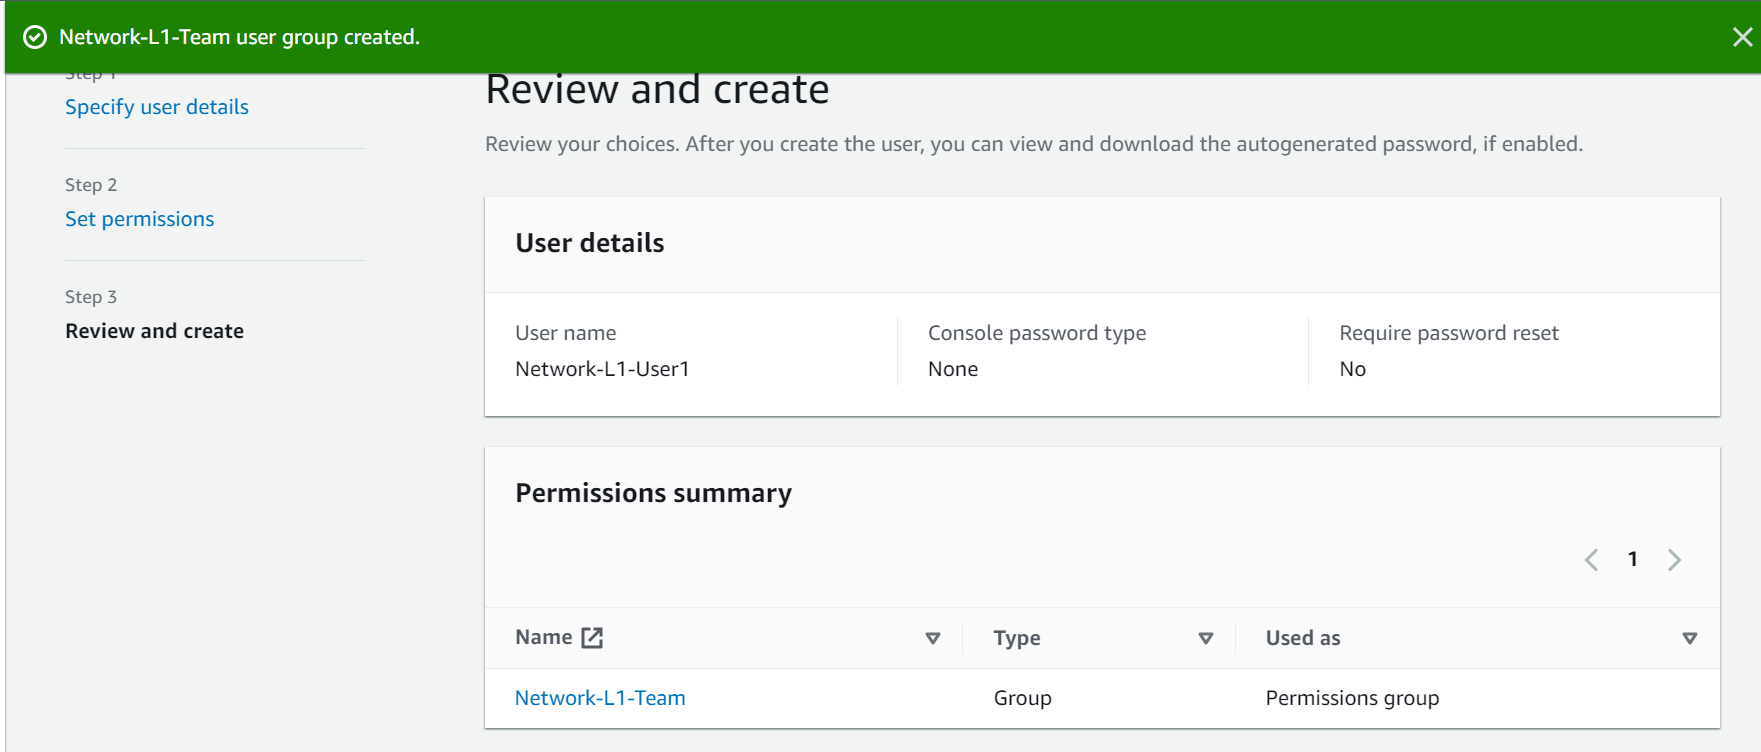 Network-L1-Team user group created.
Step 1
Specify user details
Step 2
Set permissions
Step 3
Review and create
Review and create
Review your choices. After you create the user, you can view and download the autogenerated password, if enabled.
User details
User name
Network-L1-User1
Console password type
None
Require password reset
No
Permissions summary
1
Name
Type
Used as
Network-L1-Team
Group
Permissions group